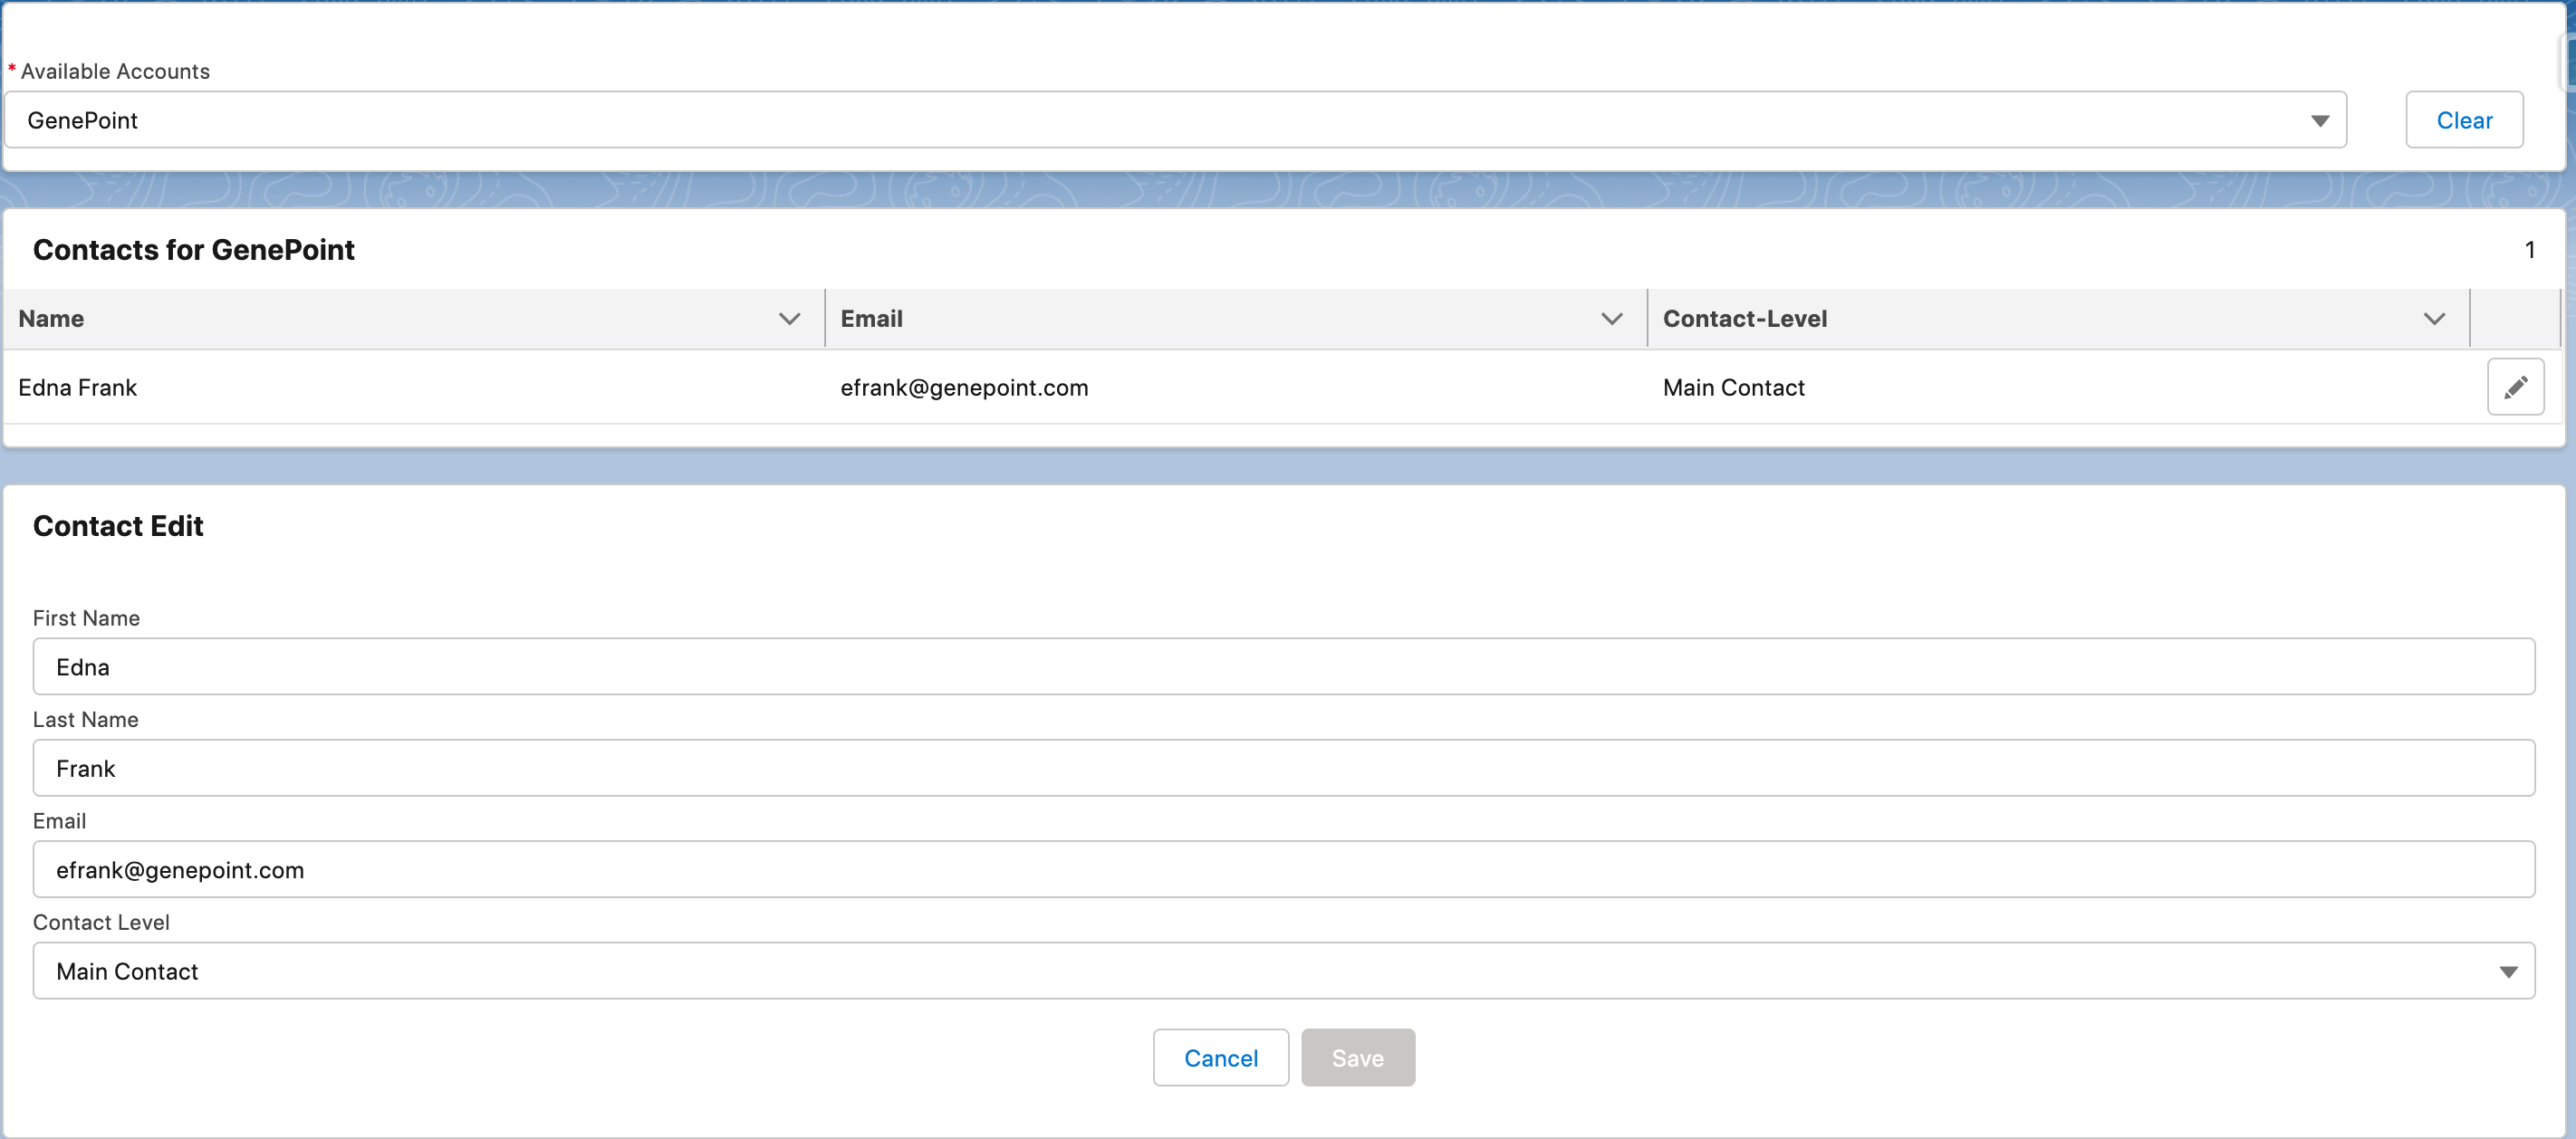 * Available Accounts
GenePoint
Clear
Contacts for GenePoint 1
Name Email Contact-Level
Edna Frank efrank@genepoint.com Main Contact
Contact Edit
First Name
Edna
Last Name
Frank
Email
efrank@genepoint.com
Contact Level
Main Contact
Cancel Save